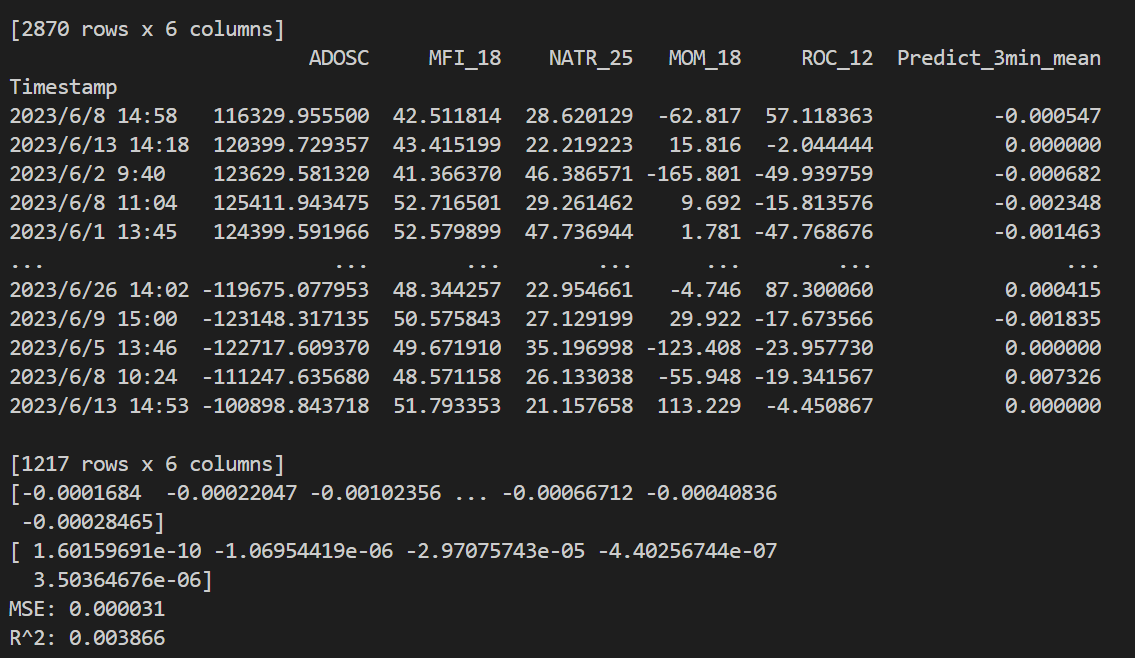 [2870 rows x 6 columns]
ADOSC MFI_18 NATR_25 MOM_18 ROC_12 Predict_3min_mean
Timestamp
2023/6/8 14:58 116329.955500 42.511814 28.620129 -62.817 57.118363 -0.000547
2023/6/13 14:18 120399.729357 43.415199 22.219223 15.816 -2.044444 0.000000
2023/6/2 9:40 123629.581320 41.366370 46.386571 -165.801 -49.939759 -0.000682
2023/6/8 11:04 125411.943475 52.716501 29.261462 9.692 -15.813576 -0.002348
2023/6/1 13:45 124399.591966 52.579899 47.736944 1.781 -47.768676 -0.001463
... ... ... ... ... ... ...
2023/6/26 14:02 -119675.077953 48.344257 22.954661 -4.746 87.300060 0.000415
2023/6/9 15:00 -123148.317135 50.575843 27.129199 29.922 -17.673566 -0.001835
2023/6/5 13:46 -122717.609370 49.671910 35.196998 -123.408 -23.957730 0.000000
2023/6/8 10:24 -111247.635680 48.571158 26.133038 -55.948 -19.341567 0.007326
2023/6/13 14:53 -100898.843718 51.793353 21.157658 113.229 -4.450867 0.000000
[1217 rows x 6 columns]
[-0.0001684 -0.00022047 -0.00102356 ... -0.00066712 -0.00040836
-0.00028465]
[ 1.60159691e-10 -1.06954419e-06 -2.97075743e-05 -4.40256744e-07
3.50364676e-06]
MSE: 0.000031
R^2: 0.003866